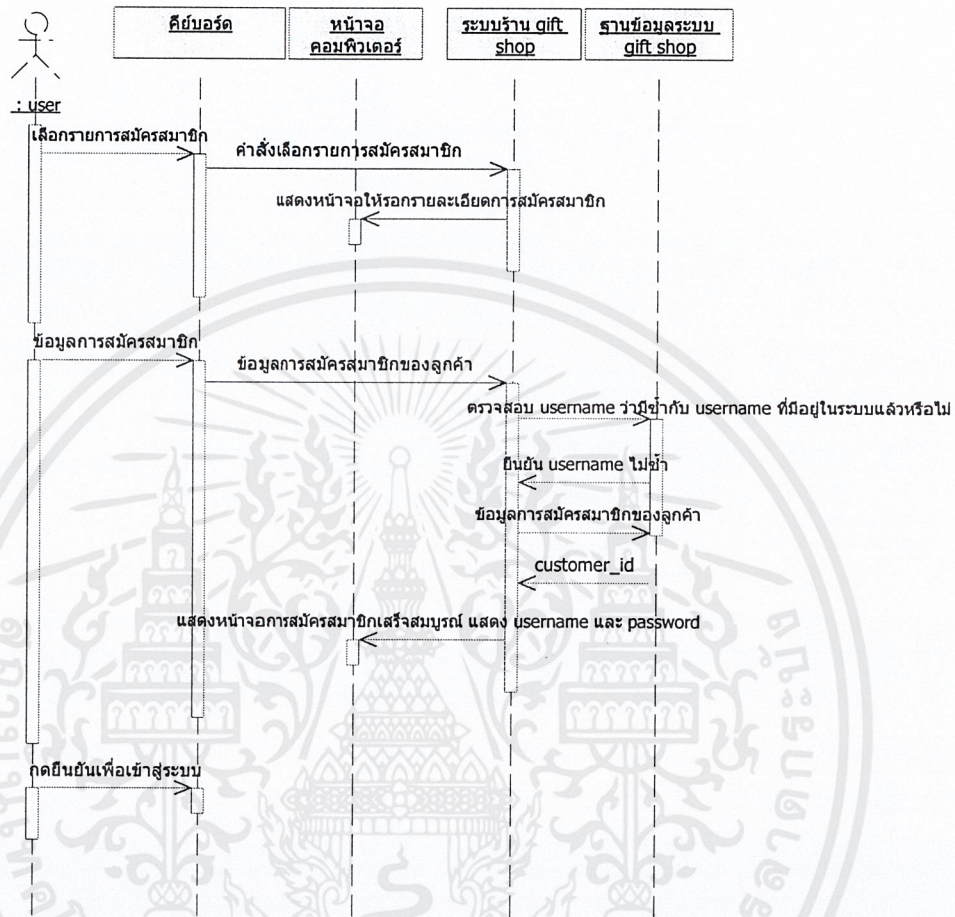 คีย์บอร์ด
หน้าจอ
คอมพิวเตอร์
ระบบร้าน gift
shop
ฐานข้อมูลระบบ
gift shop
: user
เลือกรายการสมัครสมาชิก
คำสั่งเลือกรายการสมัครสมาชิก
แสดงหน้าจอให้รอกรายละเอียดการสมัครสมาชิก
ข้อมูลการสมัครสมาชิก
ข้อมูลการสมัครสมาชิกของลูกค้า
ตรวจสอบ username ว่ามีซ้ำกับ username ที่มีอยู่ในระบบแล้วหรือไม่
ยืนยัน username ไม่ซ้ำ
ข้อมูลการสมัครสมาชิกของลูกค้า
customer_id
แสดงหน้าจอการสมัครสมาชิกเสร็จสมบูรณ์ แสดง username และ password
กดยืนยันเพื่อเข้าสู่ระบบ